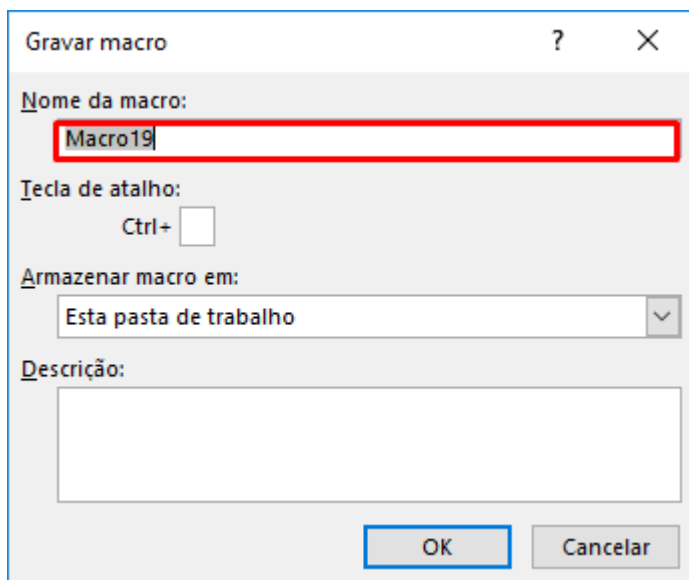 Gravar macro ?
Nome da macro:
Macro19
Tecla de atalho:
Ctrl+
Armazenar macro em:
Esta pasta de trabalho
Descrição:
OK Cancelar